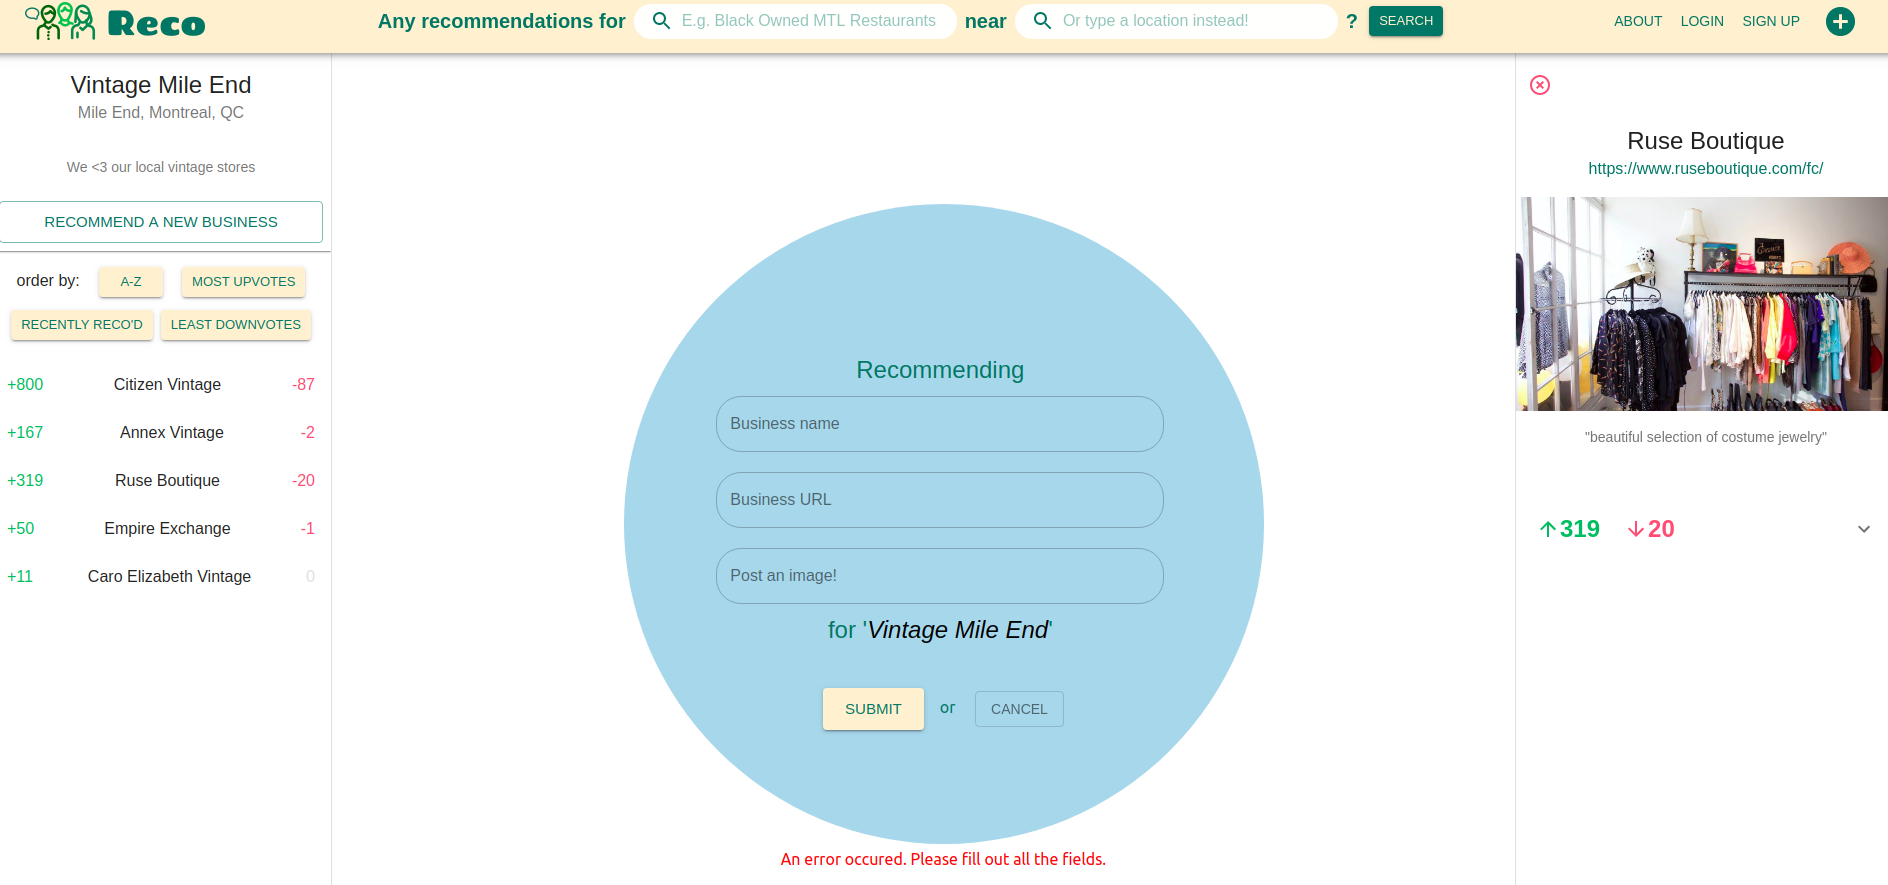 Reco
Any recommendations for E.g. Black Owned MTL Restaurants near Or type a location instead! ? SEARCH
ABOUT LOGIN SIGN UP
Vintage Mile End
Mile End, Montreal, QC
We <3 our local vintage stores
RECOMMEND A NEW BUSINESS
order by: A-Z MOST UPVOTES
RECENTLY RECO'D LEAST DOWNVOTES
+800 Citizen Vintage -87
+167 Annex Vintage -2
+319 Ruse Boutique -20
+50 Empire Exchange -1
+11 Caro Elizabeth Vintage 0
Recommending
Business name
Business URL
Post an image!
for 'Vintage Mile End'
SUBMIT or CANCEL
An error occured. Please fill out all the fields.
Ruse Boutique
https://www.ruseboutique.com/fc/
"beautiful selection of costume jewelry"
319 20